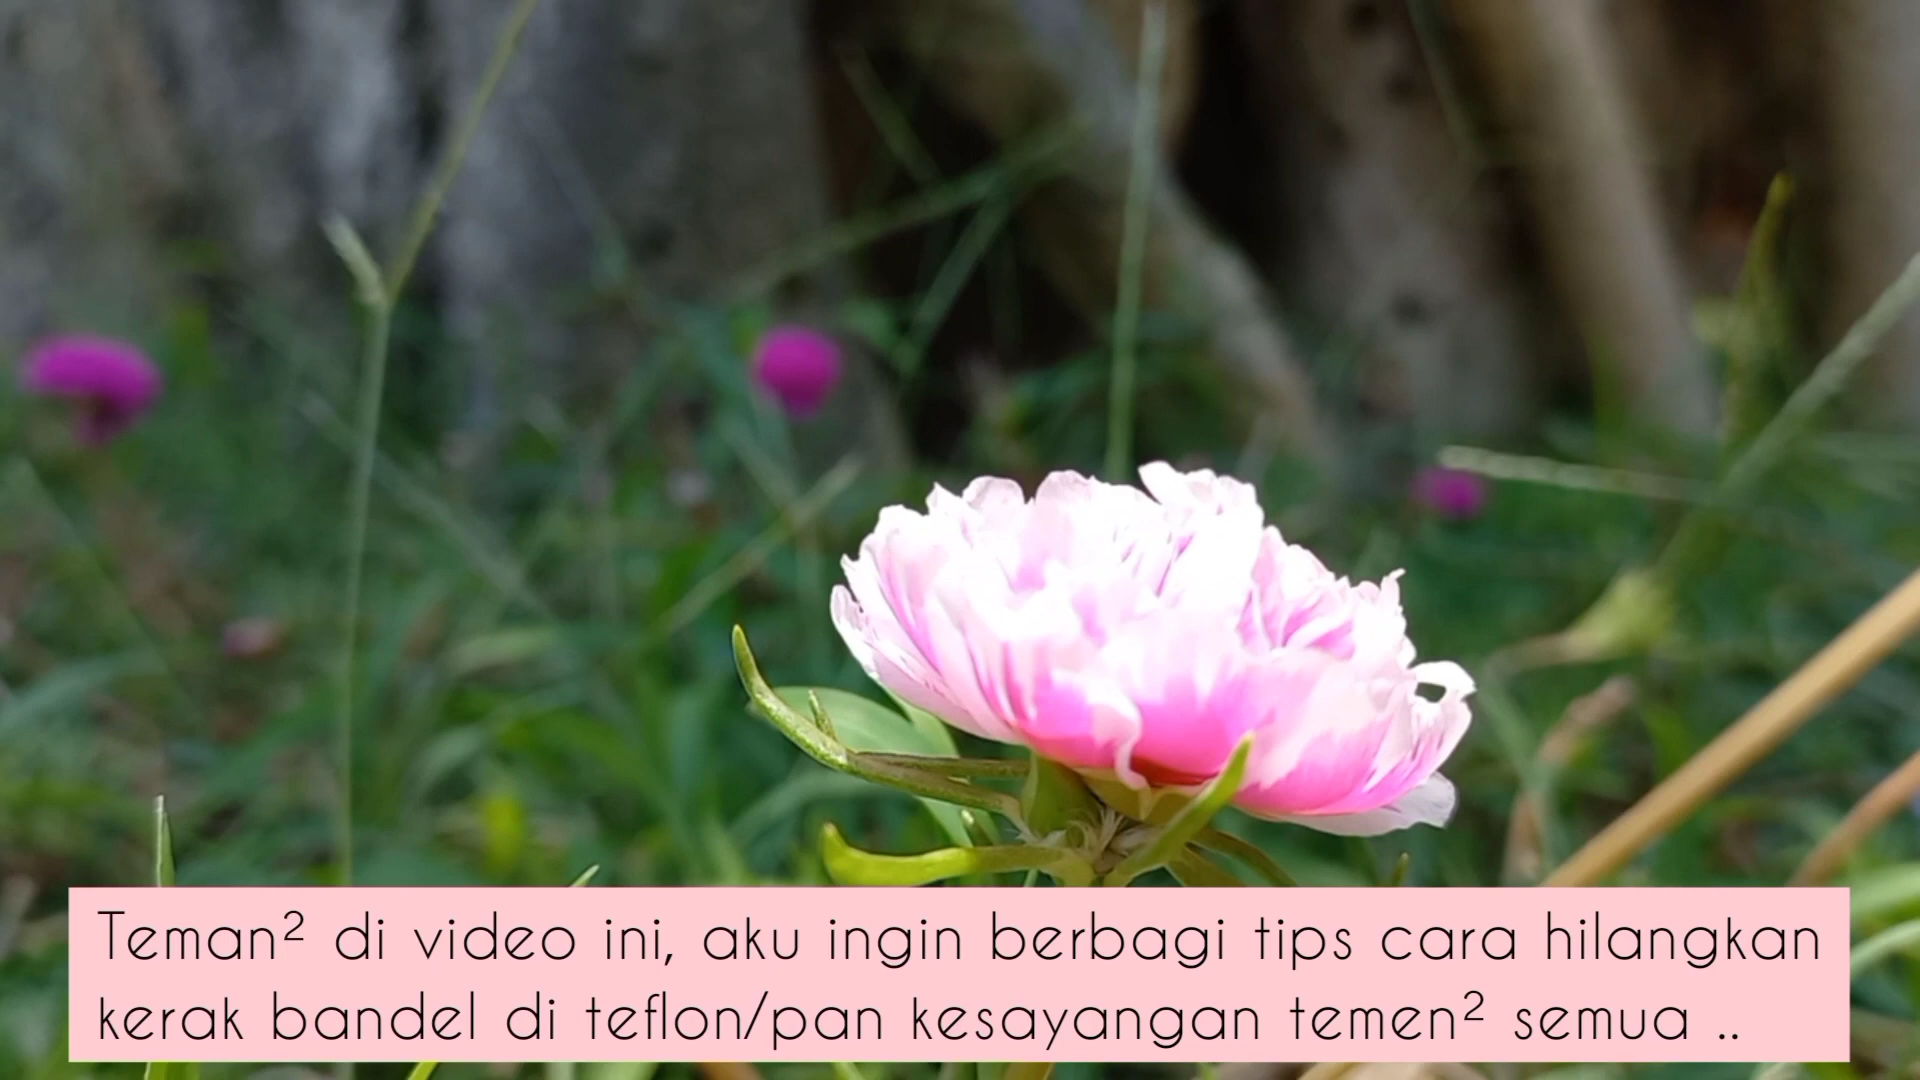 Teman² di video ini, aku ingin berbagi tips cara hilangkan
kerak bandel di teflon/pan kesayangan temen² semua ..